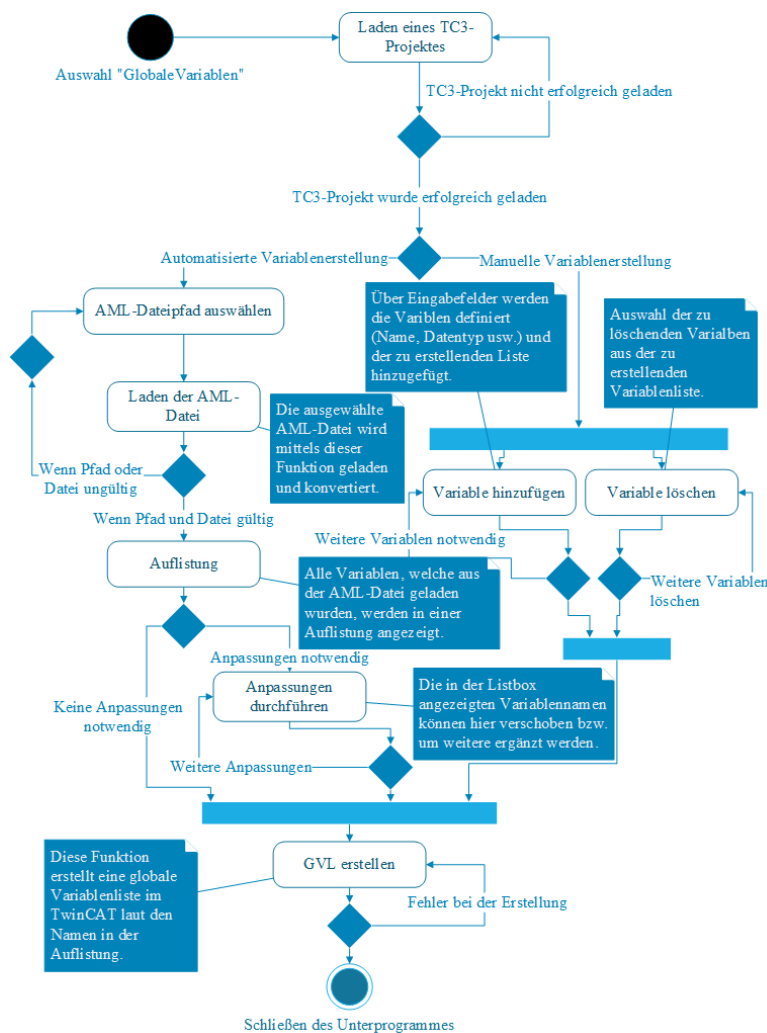 Laden eines TC3-
Projektes
Auswahl "GlobaleVariablen"
TC3-Projekt nicht erfolgreich geladen
TC3-Projekt wurde erfolgreich geladen
Automatisierte Variablenerstellung
Manuelle Variablenerstellung
AML-Dateipfad auswählen
Über Eingabefelder werden
die Variblen definiert
(Name, Datentyp usw.) und
der zu erstellenden Liste
hinzugefügt.
Auswahl der zu
löschenden Varialben
aus der zu
erstellenden
Variablenliste.
Laden der AML-
Datei
Die ausgewählte
AML-Datei wird
mittels dieser
Funktion geladen
und konvertiert.
Wenn Pfad oder
Datei ungültig
Variable hinzufügen
Variable löschen
Wenn Pfad und Datei gültig
Weitere Variablen notwendig
Auflistung
Alle Variablen, welche aus
der AML-Datei geladen
wurden, werden in einer
Auflistung angezeigt.
Weitere Variablen
löschen
Anpassungen notwendig
Keine Anpassungen
notwendig
Anpassungen
durchführen
Die in der Listbox
angezeigten Variablennamen
können hier verschoben bzw.
um weitere ergänzt werden.
Weitere Anpassungen
Diese Funktion
erstellt eine globale
Variablenliste im
TwinCAT laut den
Namen in der
Auflistung.
GVL erstellen
Fehler bei der Erstellung
Schließen des Unterprogrammes